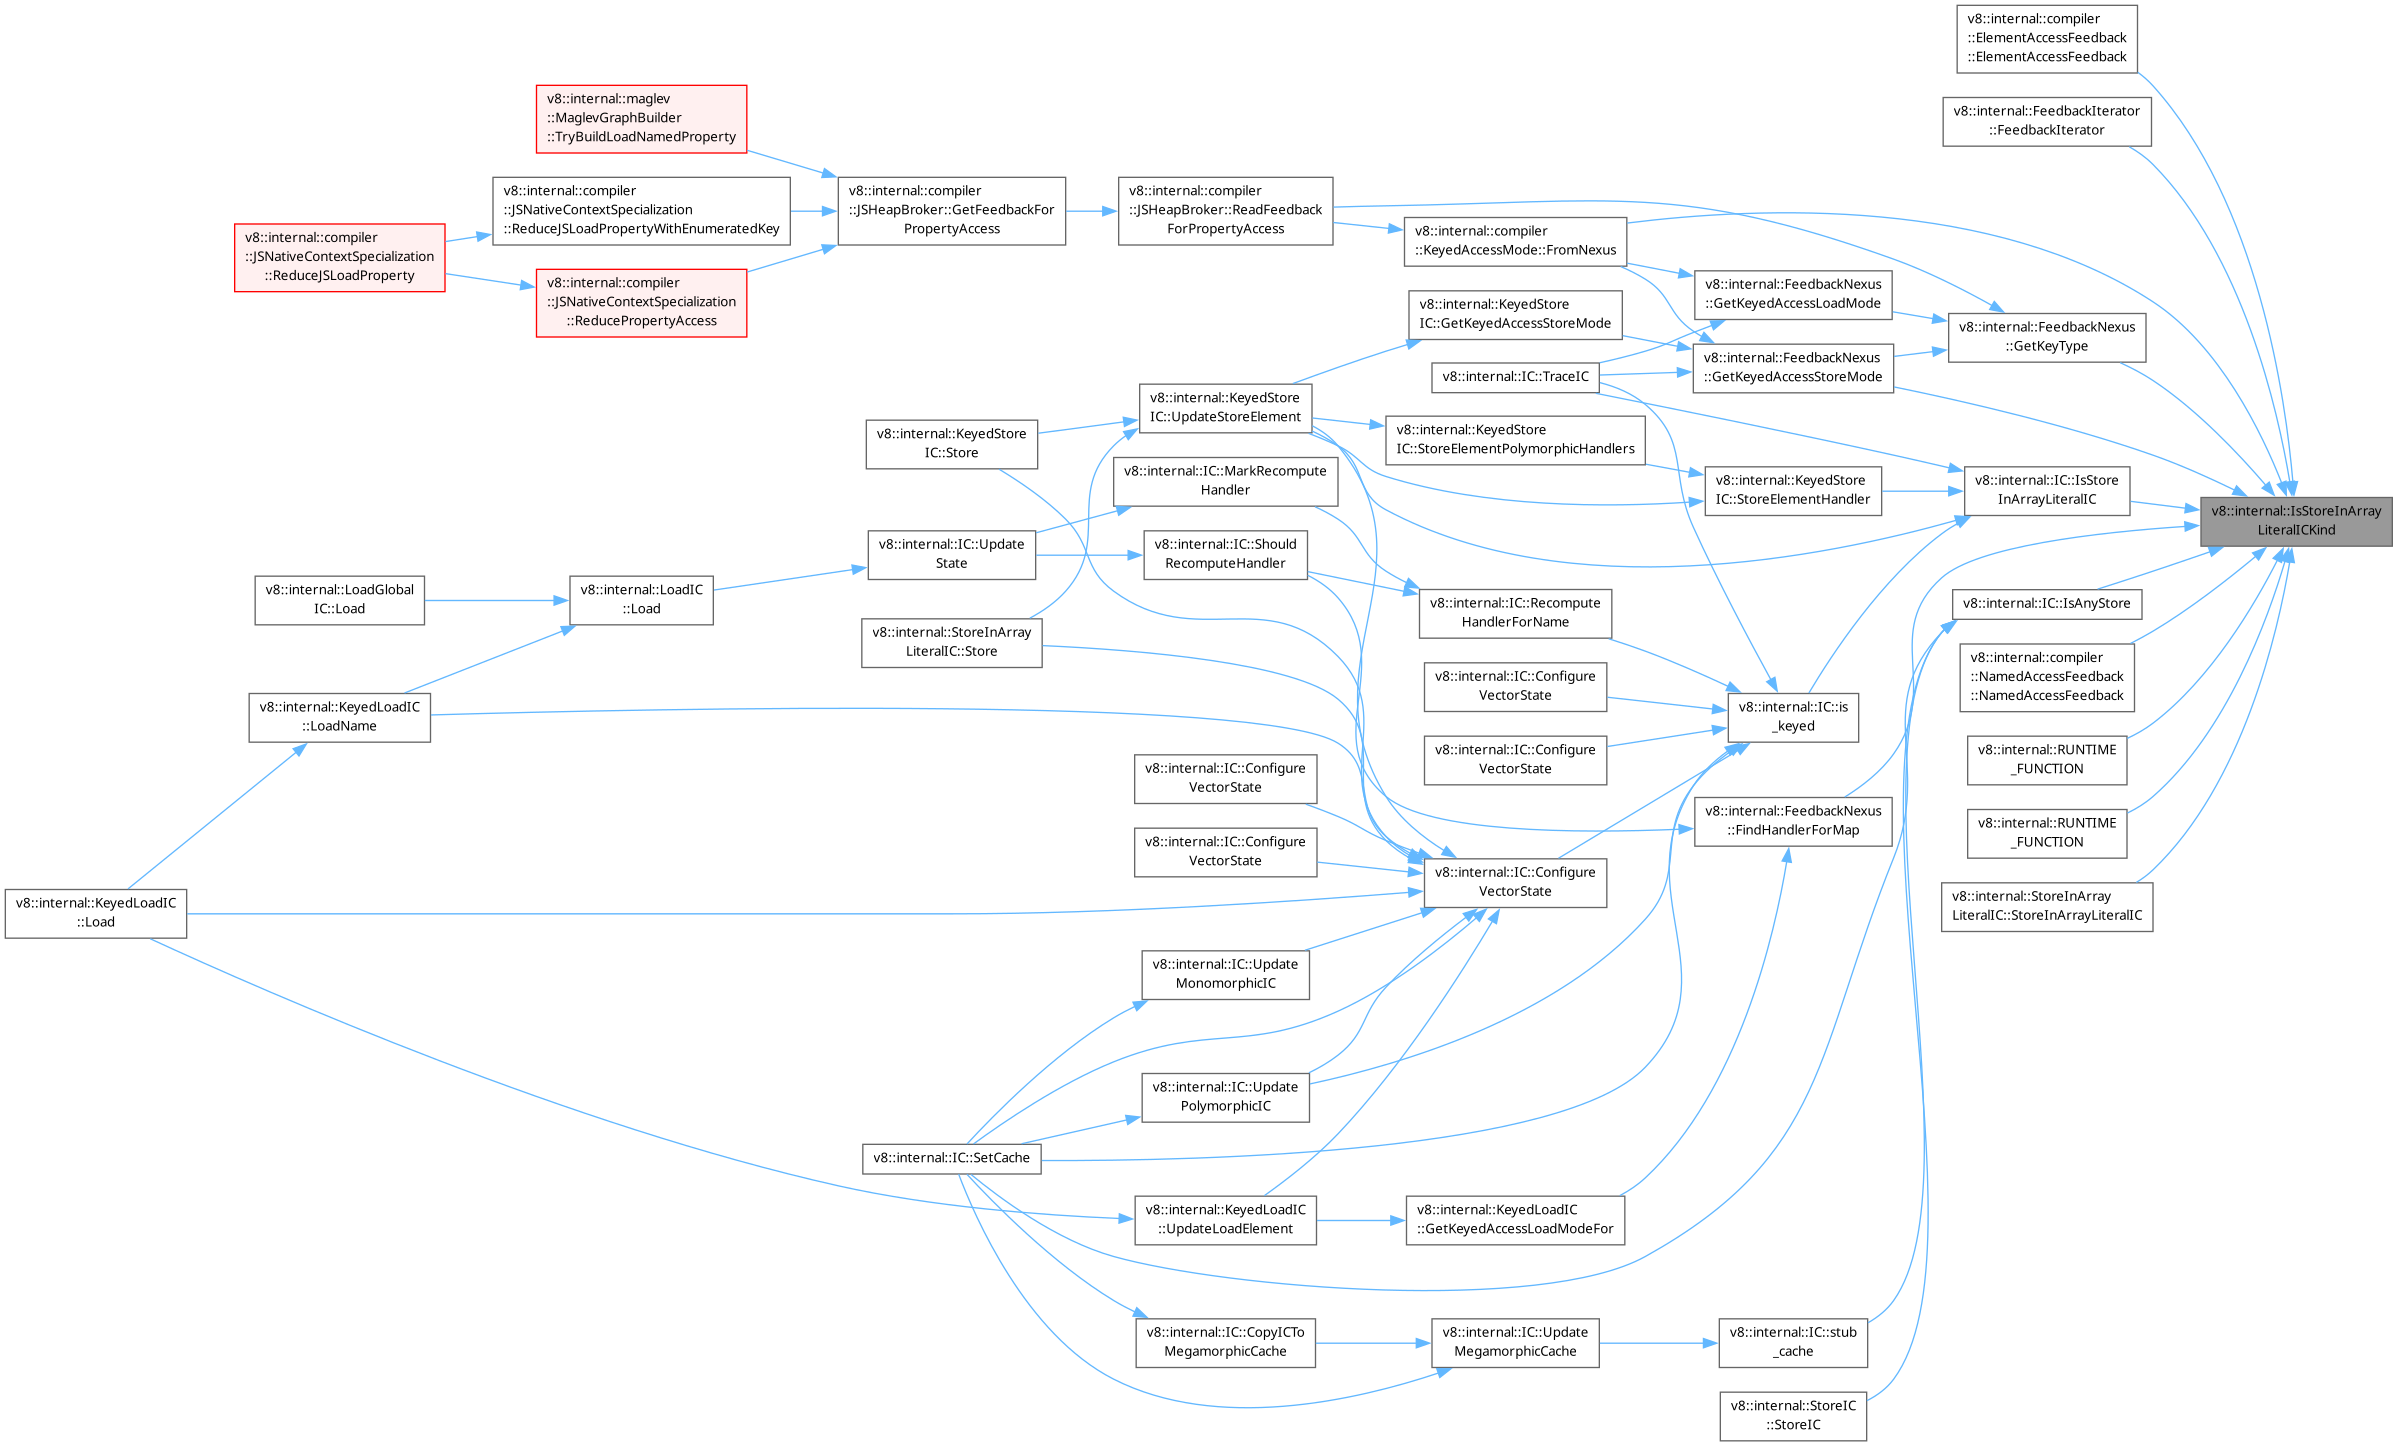 v8::internal::compiler
::ElementAccessFeedback
::ElementAccessFeedback
v8::internal::maglev
::MaglevGraphBuilder
::TryBuildLoadNamedProperty
v8::internal::FeedbackIterator
::FeedbackIterator
v8::internal::compiler
::JSNativeContextSpecialization
::ReduceJSLoadPropertyWithEnumeratedKey
v8::internal::compiler
::JSHeapBroker::GetFeedbackFor
PropertyAccess
v8::internal::compiler
::JSHeapBroker::ReadFeedback
ForPropertyAccess
v8::internal::compiler
::KeyedAccessMode::FromNexus
v8::internal::compiler
::JSNativeContextSpecialization
::ReduceJSLoadProperty
v8::internal::compiler
::JSNativeContextSpecialization
::ReducePropertyAccess
v8::internal::FeedbackNexus
::GetKeyedAccessLoadMode
v8::internal::KeyedStore
IC::GetKeyedAccessStoreMode
v8::internal::FeedbackNexus
::GetKeyType
v8::internal::FeedbackNexus
::GetKeyedAccessStoreMode
v8::internal::IC::TraceIC
v8::internal::KeyedStore
IC::UpdateStoreElement
v8::internal::KeyedStore
IC::Store
v8::internal::KeyedStore
IC::StoreElementPolymorphicHandlers
v8::internal::IC::MarkRecompute
Handler
v8::internal::KeyedStore
IC::StoreElementHandler
v8::internal::IC::IsStore
InArrayLiteralIC
v8::internal::IsStoreInArray
LiteralICKind
v8::internal::IC::Update
State
v8::internal::IC::Should
RecomputeHandler
v8::internal::LoadGlobal
IC::Load
v8::internal::LoadIC
::Load
v8::internal::IC::Recompute
HandlerForName
v8::internal::IC::IsAnyStore
v8::internal::StoreInArray
LiteralIC::Store
v8::internal::IC::Configure
VectorState
v8::internal::compiler
::NamedAccessFeedback
::NamedAccessFeedback
v8::internal::KeyedLoadIC
::LoadName
v8::internal::IC::is
_keyed
v8::internal::IC::Configure
VectorState
v8::internal::RUNTIME
_FUNCTION
v8::internal::IC::Configure
VectorState
v8::internal::FeedbackNexus
::FindHandlerForMap
v8::internal::RUNTIME
_FUNCTION
v8::internal::IC::Configure
VectorState
v8::internal::IC::Configure
VectorState
v8::internal::KeyedLoadIC
::Load
v8::internal::StoreInArray
LiteralIC::StoreInArrayLiteralIC
v8::internal::IC::Update
MonomorphicIC
v8::internal::IC::Update
PolymorphicIC
v8::internal::IC::SetCache
v8::internal::KeyedLoadIC
::UpdateLoadElement
v8::internal::KeyedLoadIC
::GetKeyedAccessLoadModeFor
v8::internal::IC::CopyICTo
MegamorphicCache
v8::internal::IC::Update
MegamorphicCache
v8::internal::IC::stub
_cache
v8::internal::StoreIC
::StoreIC